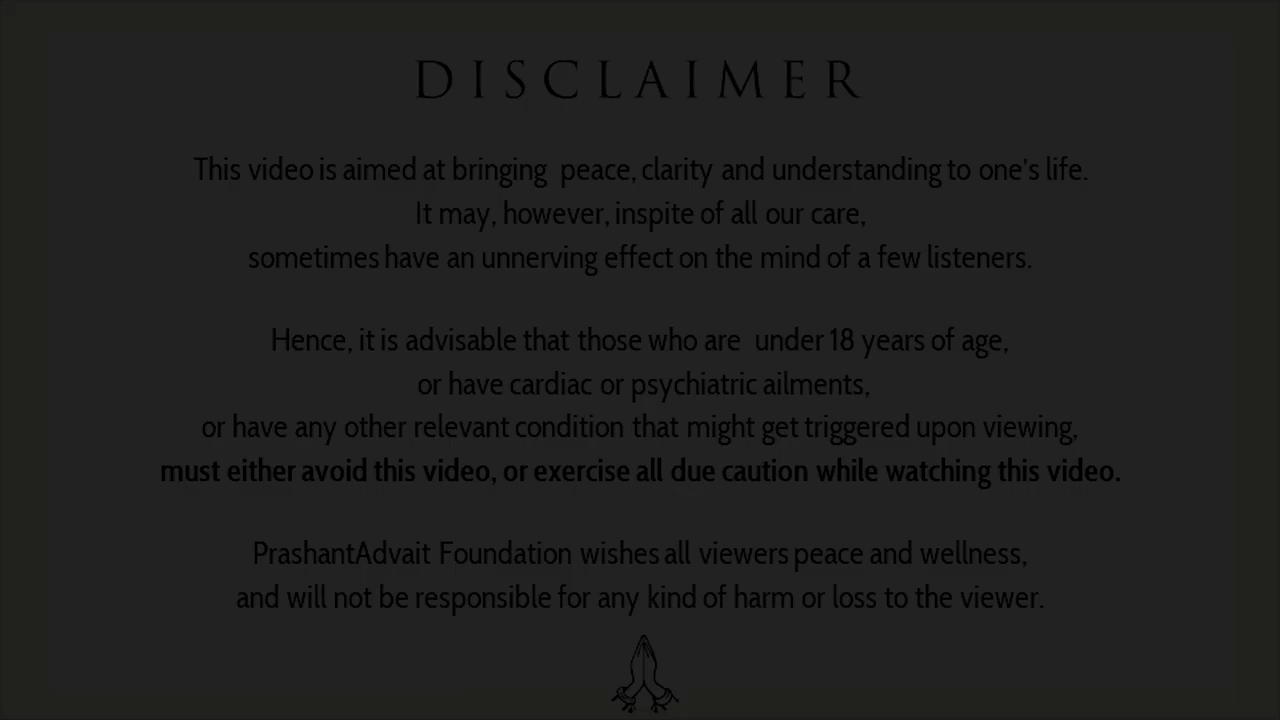 DISCLAIMER
This video is aimed at bringing peace, clarity and understanding to one's life.
It may, however, inspite of all our care,
sometimes have an unnerving effect on the mind of a few listeners.
Hence, it is advisable that those who are under 18 years of age,
or have cardiac or psychiatric ailments,
or have any other relevant condition that might get triggered upon viewing,
must either avoid this video, or exercise all due caution while watching this video.
PrashantAdvait Foundation wishes all viewers peace and wellness,
and will not be responsible for any kind of harm or loss to the viewer.